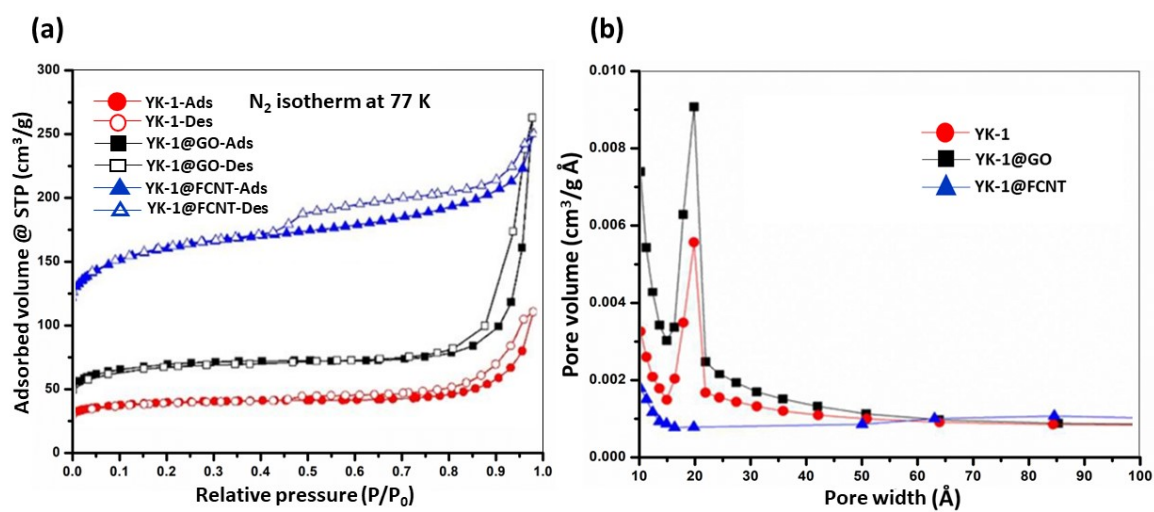 (a)
300
250
200
150
100
50
0
Adsorbed volume @ STP (cm³/g)
YK-1-Ads
YK-1-Des
YK-1@GO-Ads
YK-1@GO-Des
YK-1@FCNT-Ads
YK-1@FCNT-Des
N₂ isotherm at 77 K
0.0 0.1 0.2 0.3 0.4 0.5 0.6 0.7 0.8 0.9 1.0
Relative pressure (P/P₀)
(b)
0.010
0.008
0.006
0.004
0.002
0.000
Pore volume (cm³/g Å)
YK-1
YK-1@GO
YK-1@FCNT
10 20 30 40 50 60 70 80 90 100
Pore width (Å)